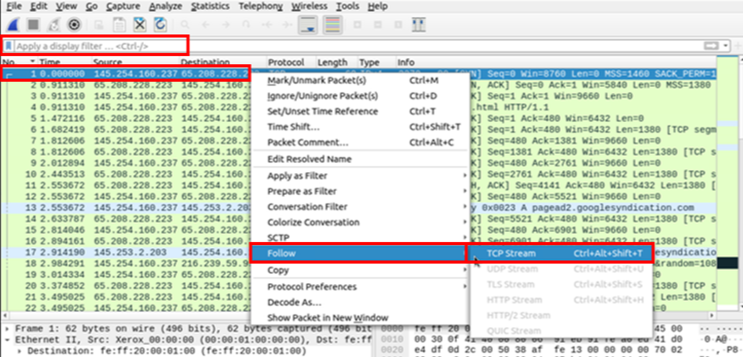 File Edit View Go Capture Analyze Statistics Telephony Wireless Tools Help
Apply a display filter ... <Ctrl-/>
No. Time Source Destination Protocol Length Type Info
1 0.000000 145.254.160.237 65.208.228.2 N] Seq=0 Win=8760 Len=0 MSS=1460 SACK_PERM=1
2 0.911310 65.208.228.223 145.254.160. N, ACK] Seq=0 Ack=1 Win=5840 Len=0 MSS=1380
3 0.911310 145.254.160.237 65.208.228.2 K] Seq=1 Ack=1 Win=9660 Len=0
4 0.911310 145.254.160.237 65.208.228.2 .html HTTP/1.1
5 1.472116 65.208.228.223 145.254.160. K] Seq=1 Ack=480 Win=6432 Len=0
6 1.682419 65.208.228.223 145.254.160. K] Seq=1 Ack=480 Win=6432 Len=1380 [TCP segm
7 1.812606 145.254.160.237 65.208.228.2 K] Seq=480 Ack=1381 Win=9660 Len=0
8 1.812606 65.208.228.223 145.254.160. K] Seq=1381 Ack=480 Win=6432 Len=1380 [TCP s
9 2.012894 145.254.160.237 65.208.228.2 K] Seq=480 Ack=2761 Win=9660 Len=0
10 2.443513 65.208.228.223 145.254.160. K] Seq=2761 Ack=480 Win=6432 Len=1380 [TCP s
11 2.553672 65.208.228.223 145.254.160. H, ACK] Seq=4141 Ack=480 Win=6432 Len=1380
12 2.553672 145.254.160.237 65.208.228.2 K] Seq=480 Ack=5521 Win=9660 Len=0
13 2.553672 145.254.160.237 145.253.2.203 y 0x0023 A pagead2.googlesyndication.com
14 2.633787 65.208.228.223 145.254.160. K] Seq=5521 Ack=480 Win=6432 Len=1380 [TCP s
15 2.814046 145.254.160.237 65.208.228.2 K] Seq=480 Ack=6901 Win=9660 Len=0
16 2.894161 65.208.228.223 145.254.160. K] Seq=6901 Ack=480 Win=6432 Len=1380 [TCP s
17 2.914190 145.253.2.203 145.254.160. esyndicatio
18 2.984291 145.254.160.237 216.239.59.9 &random=108
19 3.014334 145.254.160.237 65.208.228.2
20 3.374852 65.208.228.223 145.254.160. 1380 [TCP s
21 3.495025 65.208.228.223 145.254.160. 1380
22 3.495025 145.254.160.237 65.208.228.2
Mark/Unmark Packet(s) Ctrl+M
Ignore/Unignore Packet(s) Ctrl+D
Set/Unset Time Reference Ctrl+T
Time Shift... Ctrl+Shift+T
Packet Comment... Ctrl+Alt+C
Edit Resolved Name
Apply as Filter
Prepare as Filter
Conversation Filter
Colorize Conversation
SCTP
Follow
Copy
Protocol Preferences
Decode As...
Show Packet in New Window
TCP Stream Ctrl+Alt+Shift+T
UDP Stream Ctrl+Alt+Shift+U
TLS Stream Ctrl+Alt+Shift+S
HTTP Stream Ctrl+Alt+Shift+H
HTTP/2 Stream
QUIC Stream
Frame 1: 62 bytes on wire (496 bits), 62 bytes captured (496 bit
Ethernet II, Src: Xerox_00:00:00 (00:00:01:00:00:00), Dst: fe:ff
Destination: fe:ff:20:00:01:00 (fe:ff:20:00:01:00)
0000 fe ff 20 0 45 00
0010 00 30 0f 41
0020 e4 df 0d 2c 00 50 38 af fe 13 00 00 00 00 70 02